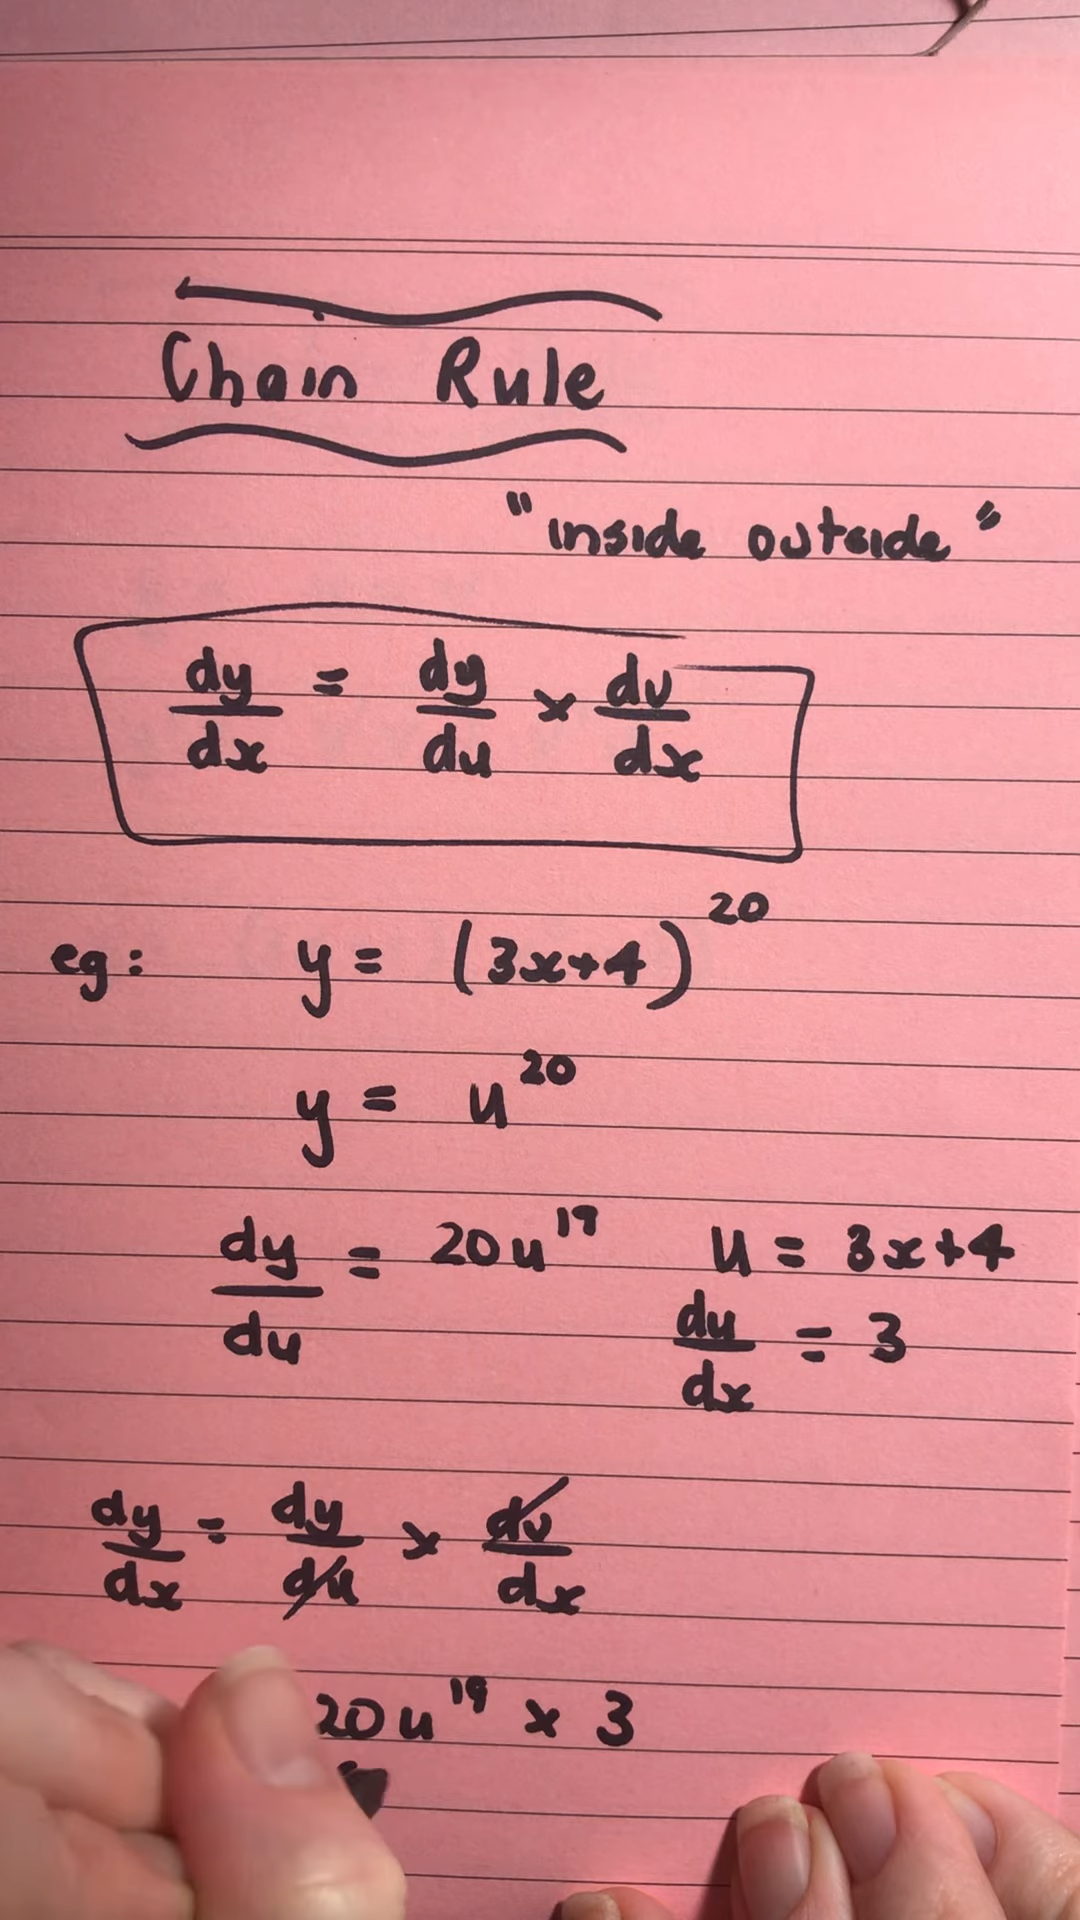 Chain Rule
"inside outside"
dy/dx = dy/du × du/dx
eg: y = (3x+4)^20
y = u^20
dy/du = 20u^19 u = 3x+4
du/dx = 3
dy/dx = dy/du × du/dx
20u^19 × 3